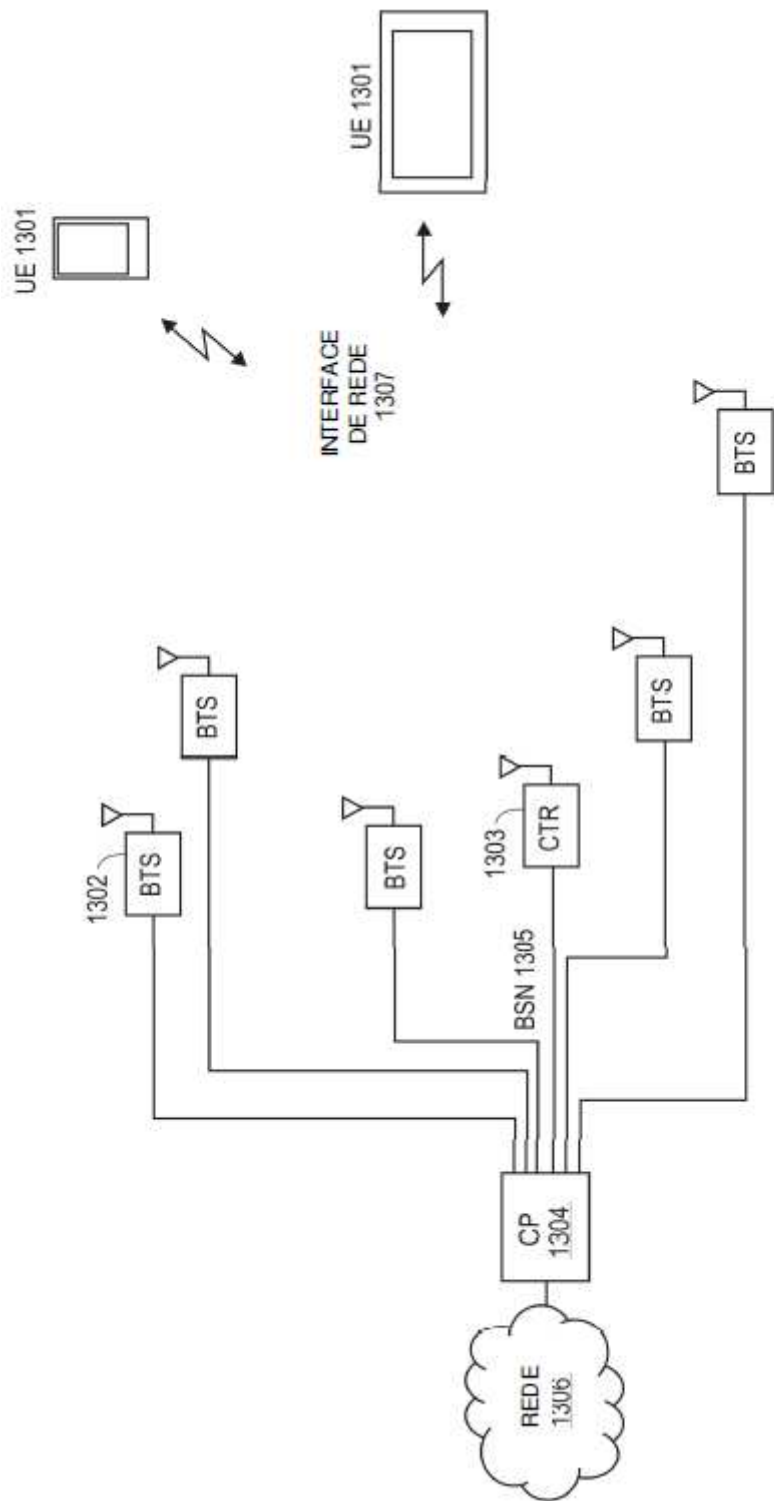 UE 1301
UE 1301
INTERFACE
DE REDE
1307
1302
BTS
BTS
BTS
1303
CTR
BSN 1305
BTS
BTS
CP
1304
REDE
1306